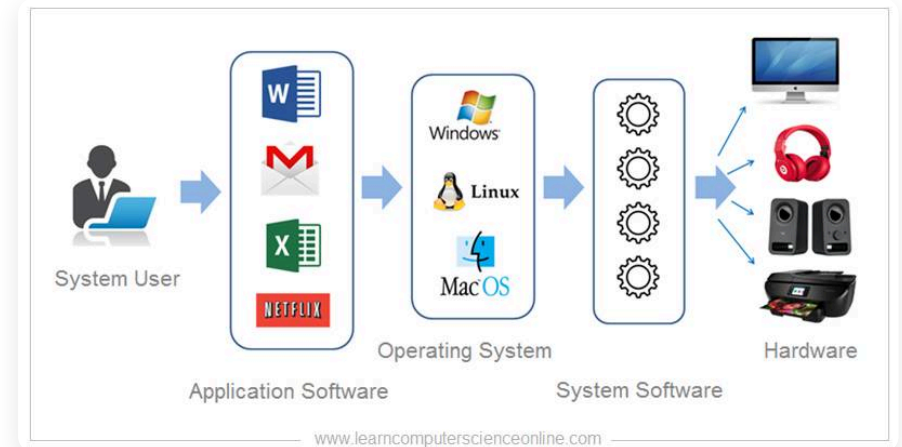 W
Windows
Linux
X
System User
Mac OS
NETFLIX
Operating System
Hardware
Application Software
System Software
www.learncomputerscienceonline.com